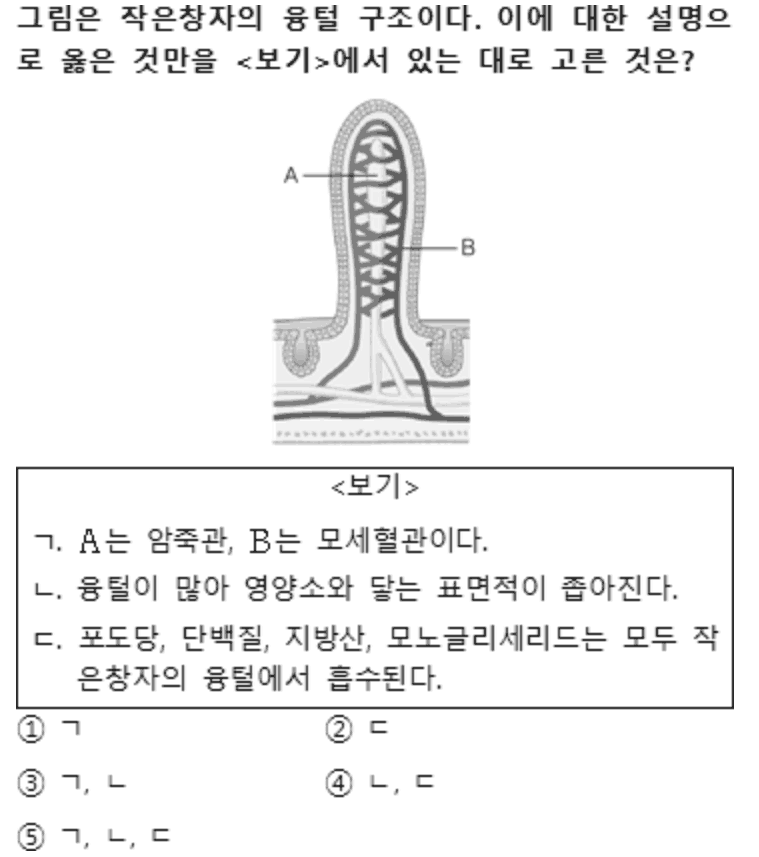 그림은 작은창자의 융털 구조이다. 이에 대한 설명으
로 옳은 것만을 <보기>에서 있는 대로 고른 것은?
A
B
<보기>
ㄱ. A는 암죽관, B는 모세혈관이다.
ㄴ. 융털이 많아 영양소와 닿는 표면적이 좁아진다.
ㄷ. 포도당, 단백질, 지방산, 모노글리세리드는 모두 작
은창자의 융털에서 흡수된다.
① ㄱ ② ㄷ
③ ㄱ, ㄴ ④ ㄴ, ㄷ
⑤ ㄱ, ㄴ, ㄷ